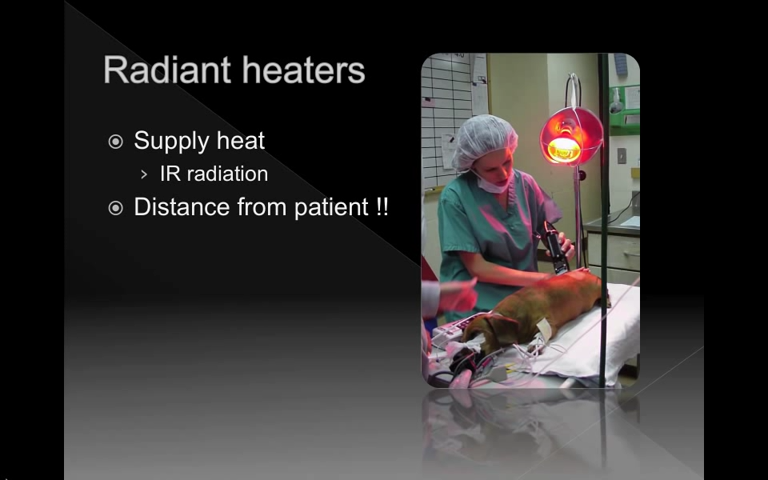 Radiant heaters
Supply heat
IR radiation
Distance from patient !!